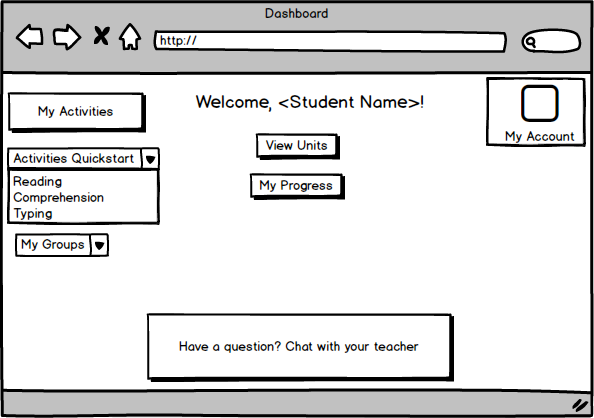 Dashboard
http://
My Activities
Welcome, <Student Name>!
My Account
Activities Quickstart
Reading
Comprehension
Typing
My Groups
View Units
My Progress
Have a question? Chat with your teacher